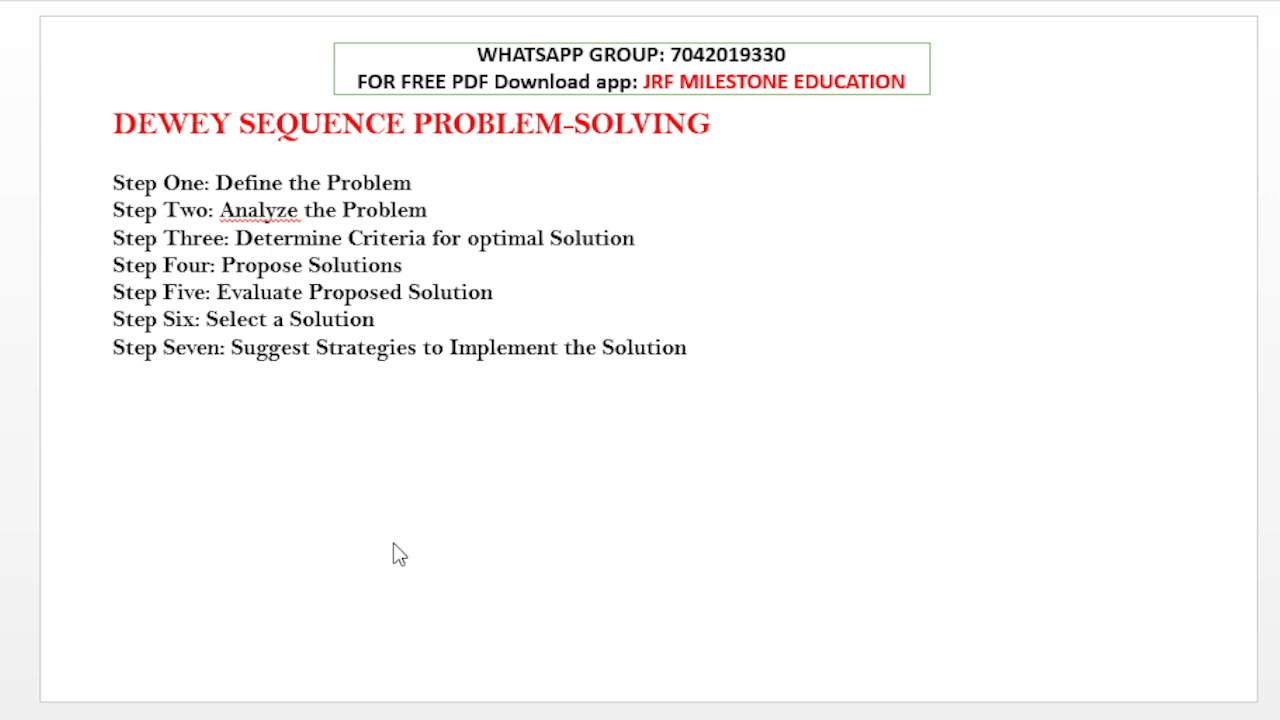 WHATSAPP GROUP: 7042019330
FOR FREE PDF Download app: JRF MILESTONE EDUCATION
DEWEY SEQUENCE PROBLEM-SOLVING
Step One: Define the Problem
Step Two: Analyze the Problem
Step Three: Determine Criteria for optimal Solution
Step Four: Propose Solutions
Step Five: Evaluate Proposed Solution
Step Six: Select a Solution
Step Seven: Suggest Strategies to Implement the Solution